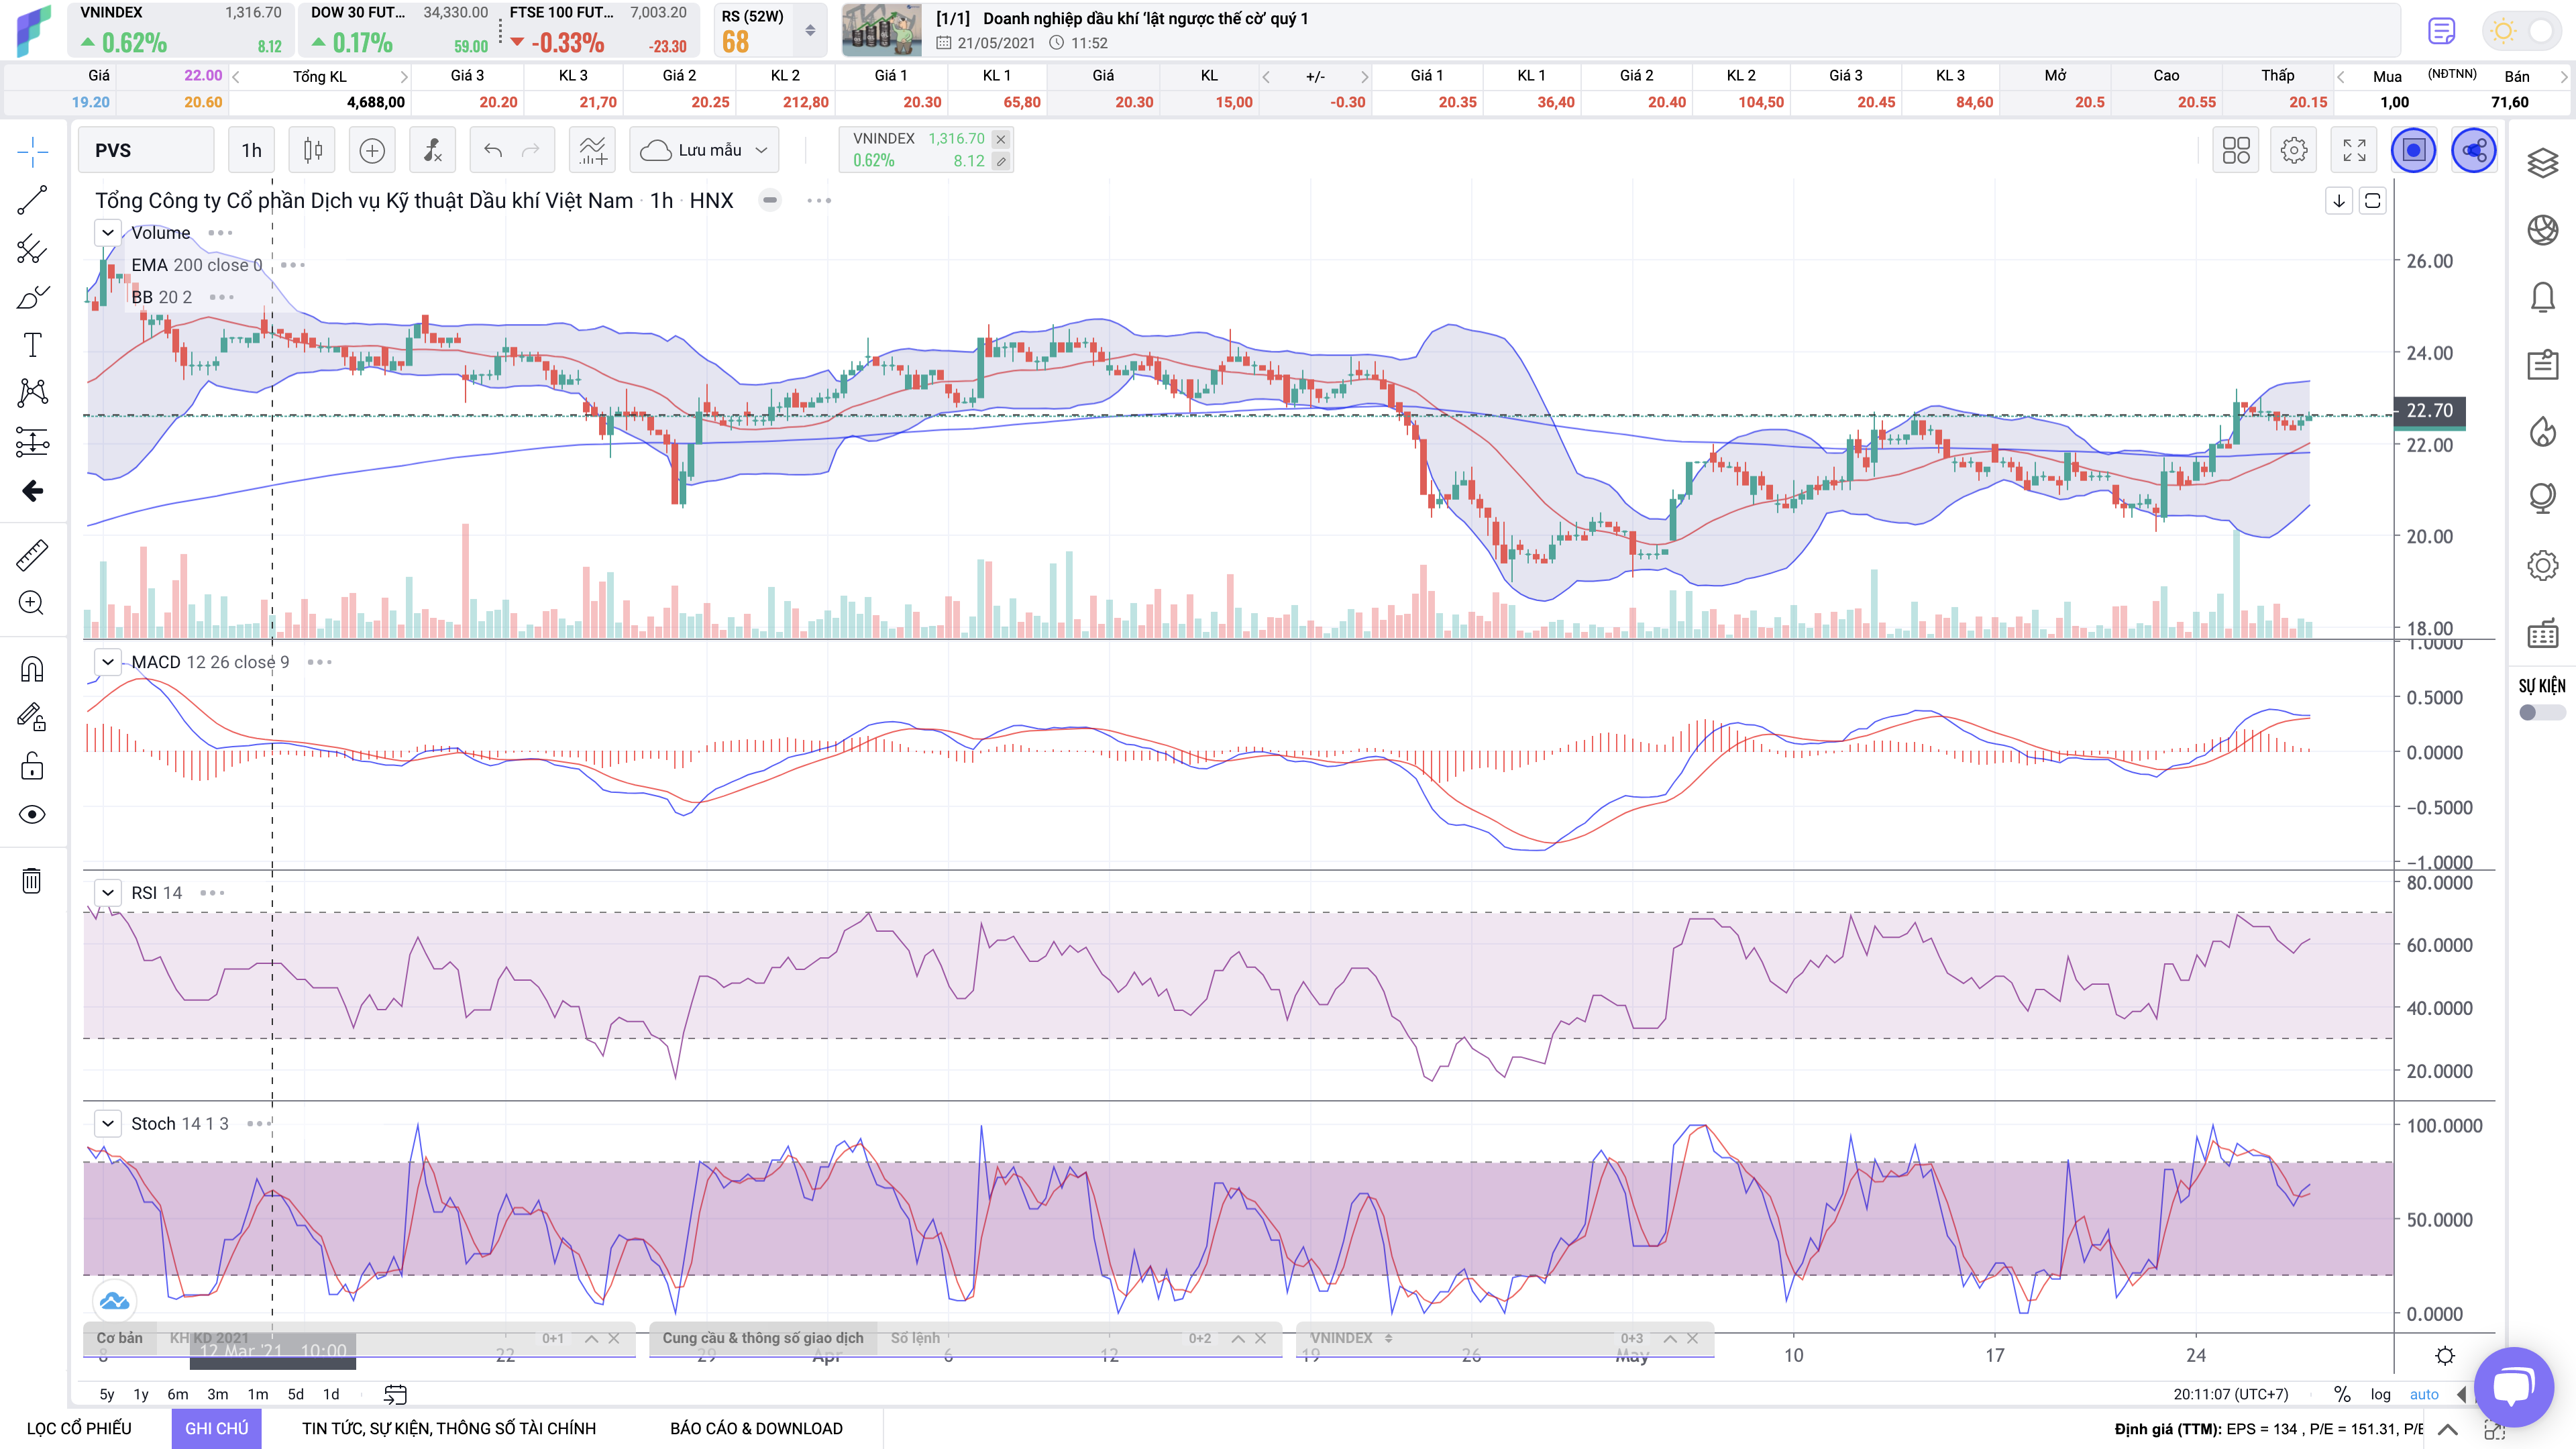 VNINDEX 1,316.70
0.62% 8.12
DOW 30 FUT... 34,330.00
0.17% 59.00
FTSE 100 FUT... 7,003.20
-0.33% -23.30
RS (52W)
68
[1/1] Doanh nghiệp dầu khí ‘lật ngược thế cờ’ quý 1
21/05/2021 11:52
Giá 22.00 Tổng KL Giá 3 KL 3 Giá 2 KL 2 Giá 1 KL 1 Giá KL +/- Giá 1 KL 1 Giá 2 KL 2 Giá 3 KL 3 Mở Cao Thấp Mua (NĐTNN) Bán
19.20 20.60 4,688,00 20.20 21,70 20.25 212,80 20.30 65,80 20.30 15,00 -0.30 20.35 36,40 20.40 104,50 20.45 84,60 20.5 20.55 20.15 1,00 71,60
PVS 1h Lưu mẫu
VNINDEX 1,316.70
0.62% 8.12
Tổng Công ty Cổ phần Dịch vụ Kỹ thuật Dầu khí Việt Nam · 1h · HNX
Volume
EMA 200 close 0
BB 20 2
26.00
24.00
22.70
22.00
20.00
18.00
MACD 12 26 close 9
1.0000
0.5000
0.0000
−0.5000
−1.0000
RSI 14
80.0000
60.0000
40.0000
20.0000
Stoch 14 1 3
100.0000
50.0000
0.0000
SỰ KIỆN
Cơ bản KH KD 2021 0+1
Cung cầu & thông số giao dịch Sổ lệnh 0+2
VNINDEX 0+3
8 12 Mar '21 10:00 22 29 Apr 6 12 19 26 May 10 17 24
5y 1y 6m 3m 1m 5d 1d
20:11:07 (UTC+7) % log auto
LỌC CỔ PHIẾU GHI CHÚ TIN TỨC, SỰ KIỆN, THÔNG SỐ TÀI CHÍNH BÁO CÁO & DOWNLOAD
Định giá (TTM): EPS = 134 , P/E = 151.31, P/E